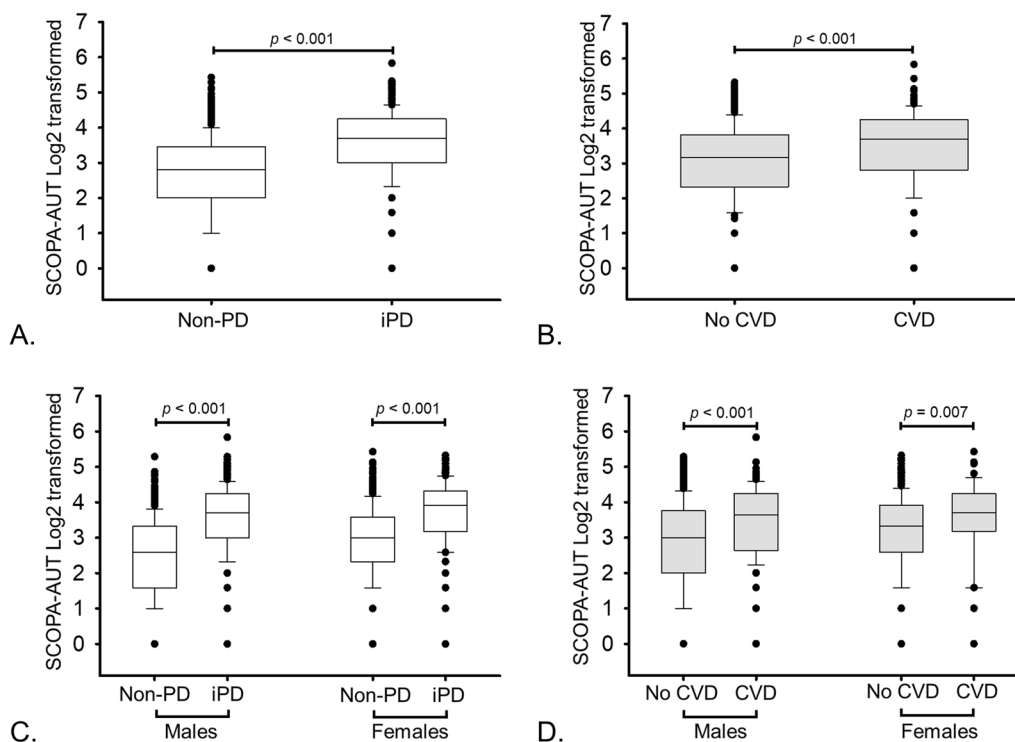 SCOPA-AUT Log2 transformed
7
6
5
4
3
2
1
0
p < 0.001
Non-PD iPD
A.
SCOPA-AUT Log2 transformed
7
6
5
4
3
2
1
0
p < 0.001
No CVD CVD
B.
SCOPA-AUT Log2 transformed
7
6
5
4
3
2
1
0
p < 0.001 p < 0.001
Non-PD iPD Non-PD iPD
Males Females
C.
SCOPA-AUT Log2 transformed
7
6
5
4
3
2
1
0
p < 0.001 p = 0.007
No CVD CVD No CVD CVD
Males Females
D.